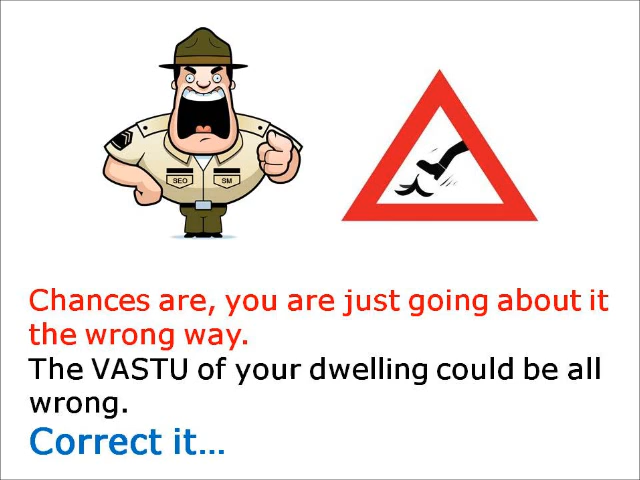 SEO
SM
Chances are, you are just going about it
the wrong way.
The VASTU of your dwelling could be all
wrong.
Correct it...